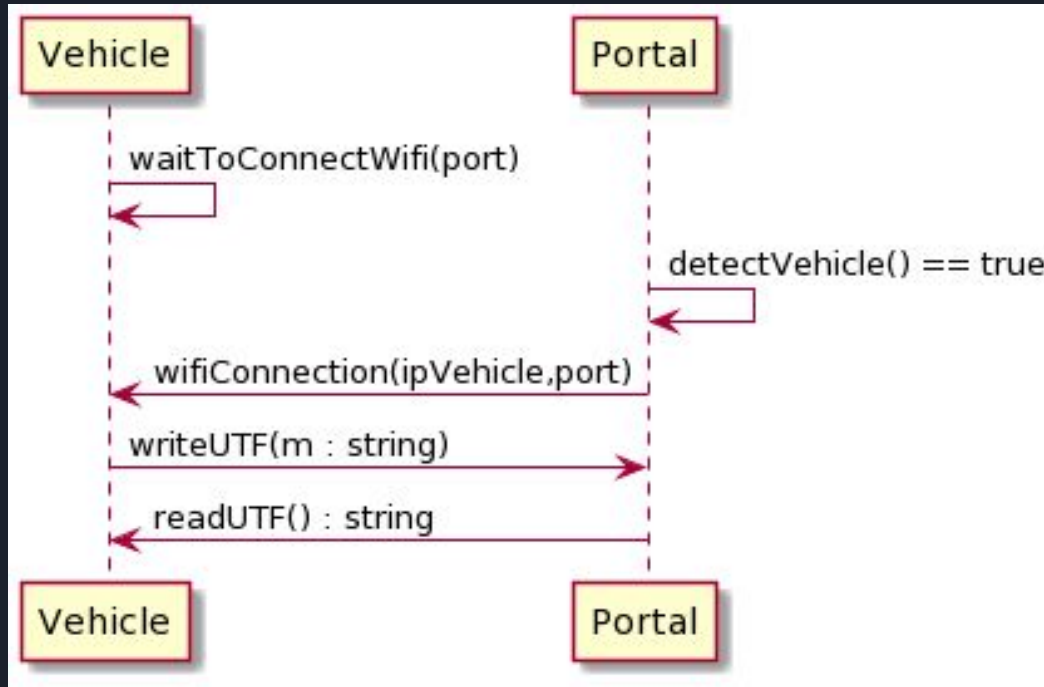 Vehicle
Portal
waitToConnectWifi(port)
detectVehicle() == true
wifiConnection(ipVehicle,port)
writeUTF(m : string)
readUTF() : string
Vehicle
Portal